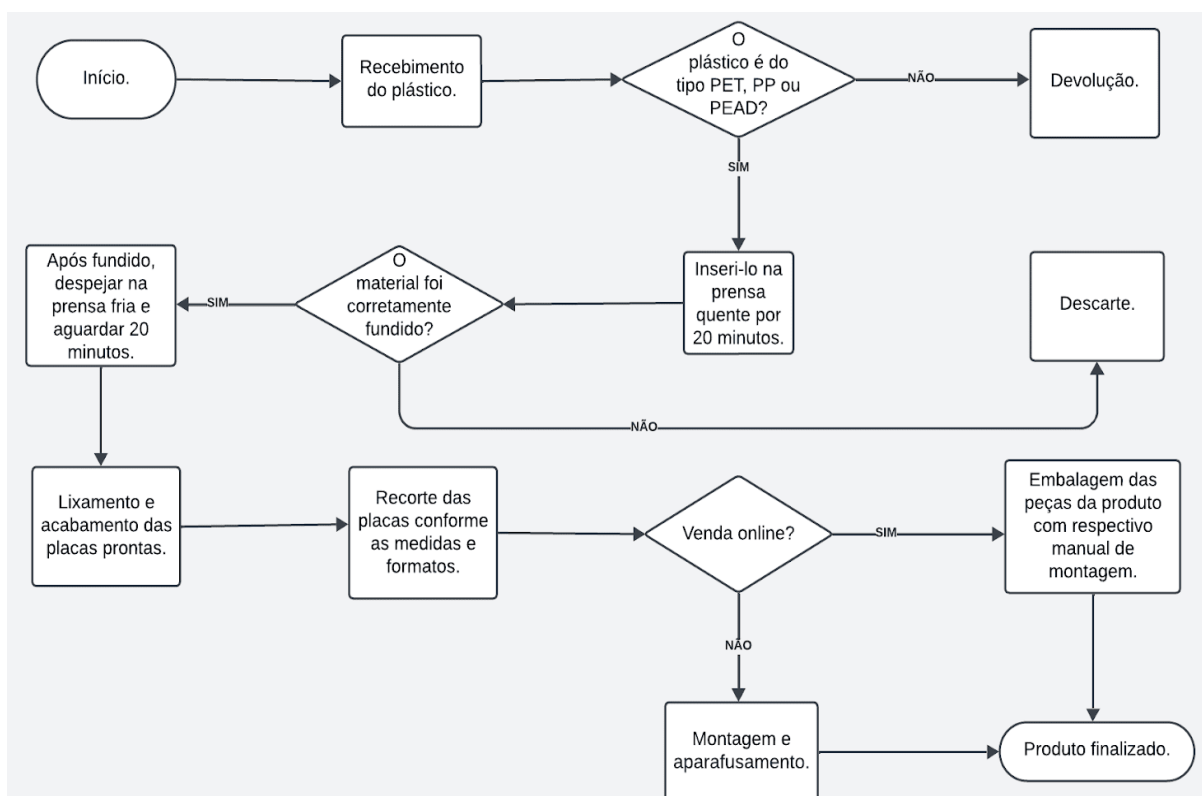 Início.
Recebimento
do plástico.
O
plástico é do
tipo PET, PP ou
PEAD?
NÃO
Devolução.
SIM
Após fundido,
despejar na
prensa fria e
aguardar 20
minutos.
SIM
O
material foi
corretamente
fundido?
Inseri-lo na
prensa
quente por
20 minutos.
Descarte.
NÃO
Lixamento e
acabamento das
placas prontas.
Recorte das
placas conforme
as medidas e
formatos.
Venda online?
SIM
Embalagem das
peças da produto
com respectivo
manual de
montagem.
NÃO
Montagem e
aparafusamento.
Produto finalizado.